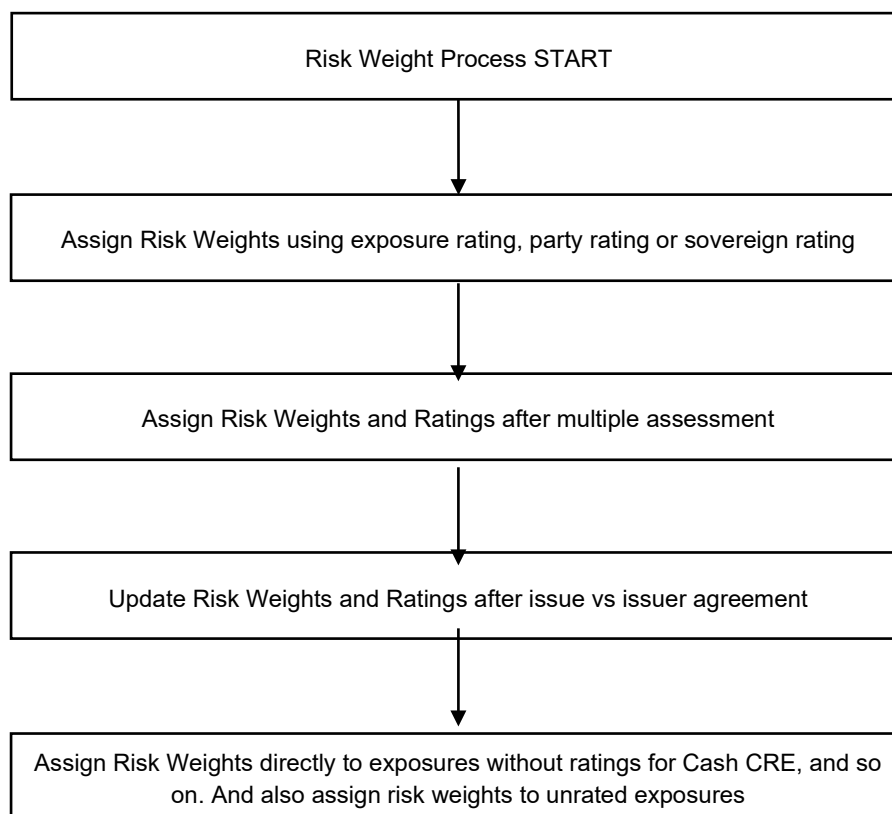 Risk Weight Process START
Assign Risk Weights using exposure rating, party rating or sovereign rating
Assign Risk Weights and Ratings after multiple assessment
Update Risk Weights and Ratings after issue vs issuer agreement
Assign Risk Weights directly to exposures without ratings for Cash CRE, and so
on. And also assign risk weights to unrated exposures